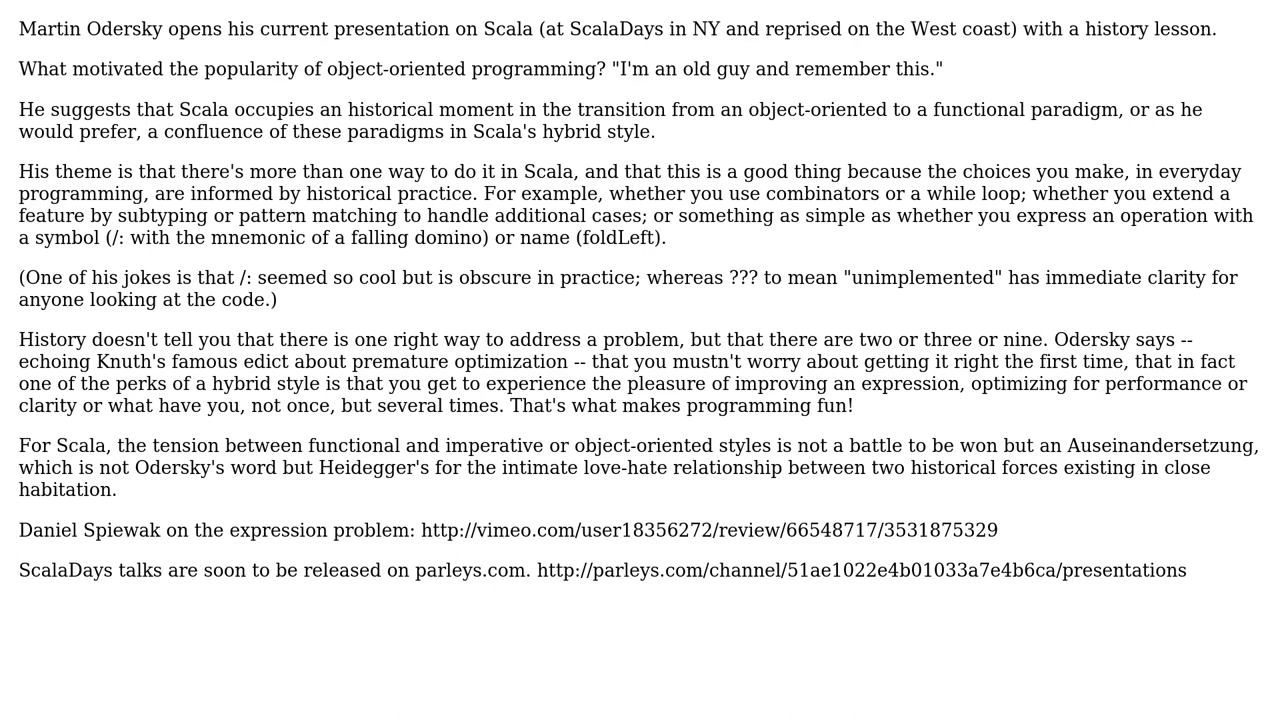 Martin Odersky opens his current presentation on Scala (at ScalaDays in NY and reprised on the West coast) with a history lesson.
What motivated the popularity of object-oriented programming? "I'm an old guy and remember this."
He suggests that Scala occupies an historical moment in the transition from an object-oriented to a functional paradigm, or as he
would prefer, a confluence of these paradigms in Scala's hybrid style.
His theme is that there's more than one way to do it in Scala, and that this is a good thing because the choices you make, in everyday
programming, are informed by historical practice. For example, whether you use combinators or a while loop; whether you extend a
feature by subtyping or pattern matching to handle additional cases; or something as simple as whether you express an operation with
a symbol (/: with the mnemonic of a falling domino) or name (foldLeft).
(One of his jokes is that /: seemed so cool but is obscure in practice; whereas ??? to mean "unimplemented" has immediate clarity for
anyone looking at the code.)
History doesn't tell you that there is one right way to address a problem, but that there are two or three or nine. Odersky says --
echoing Knuth's famous edict about premature optimization -- that you mustn't worry about getting it right the first time, that in fact
one of the perks of a hybrid style is that you get to experience the pleasure of improving an expression, optimizing for performance or
clarity or what have you, not once, but several times. That's what makes programming fun!
For Scala, the tension between functional and imperative or object-oriented styles is not a battle to be won but an Auseinandersetzung,
which is not Odersky's word but Heidegger's for the intimate love-hate relationship between two historical forces existing in close
habitation.
Daniel Spiewak on the expression problem: http://vimeo.com/user18356272/review/66548717/3531875329
ScalaDays talks are soon to be released on parleys.com. http://parleys.com/channel/51ae1022e4b01033a7e4b6ca/presentations